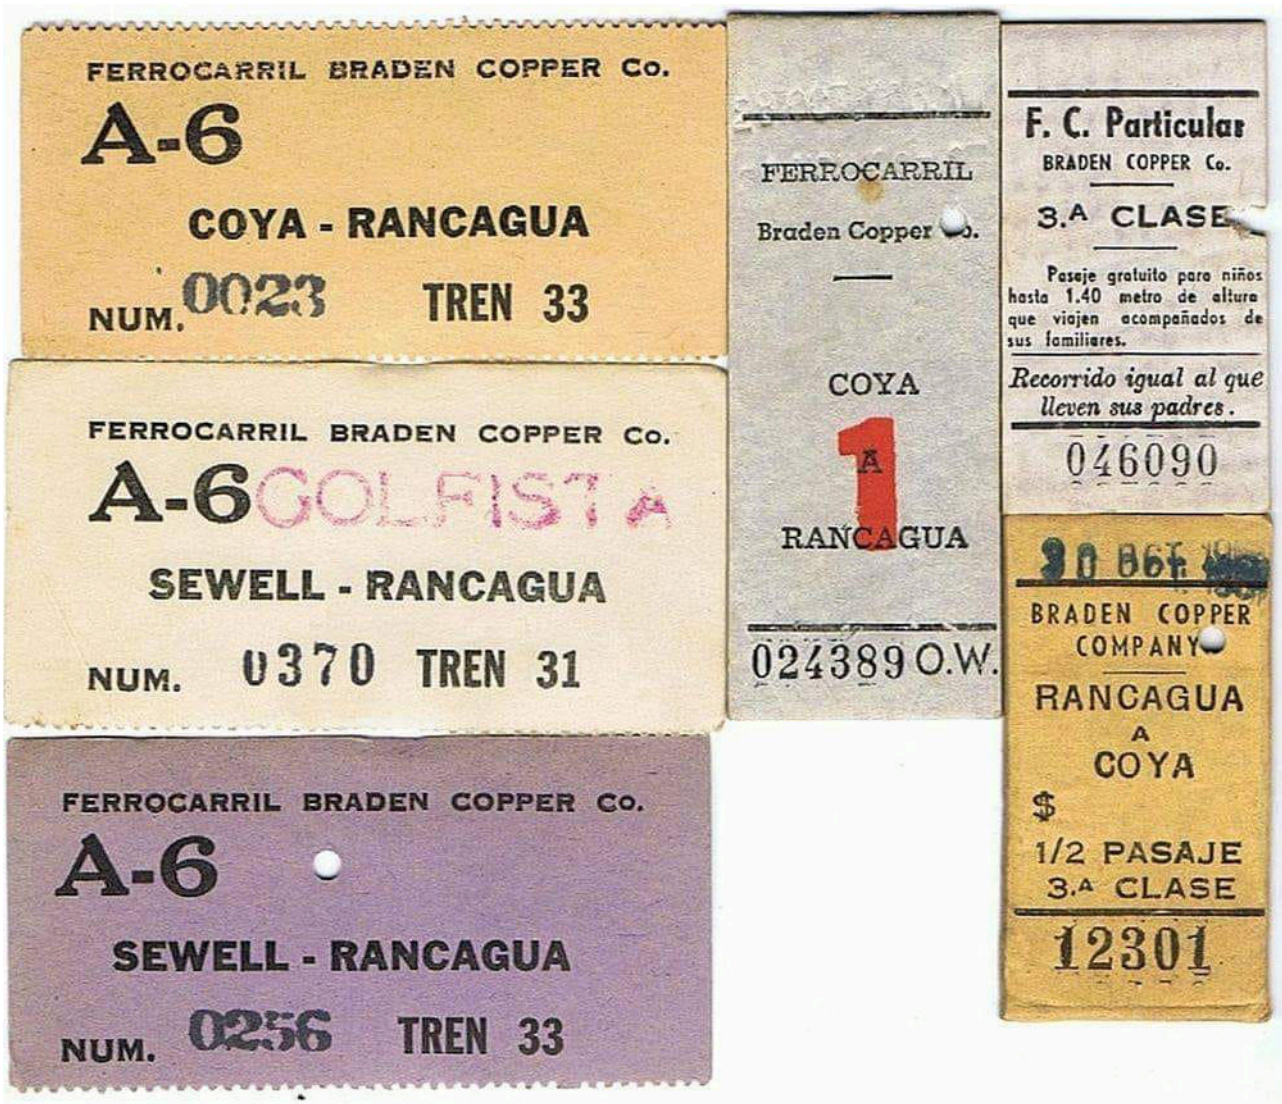 FERROCARRIL BRADEN COPPER Co.
A-6
COYA - RANCAGUA
NUM. 0023 TREN 33
FERROCARRIL BRADEN COPPER Co.
A-6 GOLFISTA
SEWELL - RANCAGUA
NUM. 0370 TREN 31
FERROCARRIL BRADEN COPPER Co.
A-6
SEWELL - RANCAGUA
NUM. 0256 TREN 33
FERROCARRIL
Braden Copper Co.
COYA
A
1
RANCAGUA
024389 O.W.
F. C. Particular
BRADEN COPPER Co.
3.A CLASE
Pasaje gratuito para niños
hasta 1.40 metro de altura
que viajen acompañados de
sus familiares.
Recorrido igual al que
lleven sus padres.
046090
OCT.
BRADEN COPPER
COMPANY
RANCAGUA
A
COYA
$
1/2 PASAJE
3.A CLASE
12301